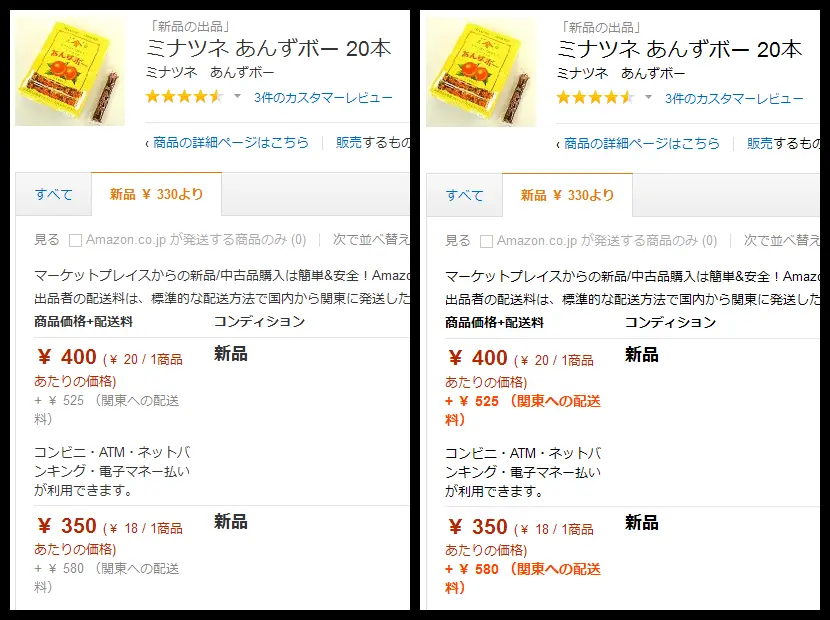 「新品の出品」
ミナツネ あんずボー 20本
ミナツネ　あんずボー
3件のカスタマーレビュー
‹ 商品の詳細ページはこちら | 販売するもの
すべて
新品 ¥ 330より
見る Amazon.co.jp が発送する商品のみ (0) | 次で並べ替え
マーケットプレイスからの新品/中古品購入は簡単&安全！Amazo
出品者の配送料は、標準的な配送方法で国内から関東に発送した
商品価格+配送料 コンディション
¥ 400 (¥ 20 / 1商品 新品
あたりの価格)
+ ¥ 525 （関東への配送
料）
コンビニ・ATM・ネットバ
ンキング・電子マネー払い
が利用できます。
¥ 350 (¥ 18 / 1商品 新品
あたりの価格)
+ ¥ 580 （関東への配送
料）
「新品の出品」
ミナツネ あんずボー 20本
ミナツネ　あんずボー
3件のカスタマーレビュー
‹ 商品の詳細ページはこちら | 販売するもの
すべて
新品 ¥ 330より
見る Amazon.co.jp が発送する商品のみ (0) | 次で並べ替え
マーケットプレイスからの新品/中古品購入は簡単&安全！Amazo
出品者の配送料は、標準的な配送方法で国内から関東に発送した
商品価格+配送料 コンディション
¥ 400 (¥ 20 / 1商品 新品
あたりの価格)
+ ¥ 525 （関東への配送
料）
コンビニ・ATM・ネットバ
ンキング・電子マネー払い
が利用できます。
¥ 350 (¥ 18 / 1商品 新品
あたりの価格)
+ ¥ 580 （関東への配送
料）
あんずボー
あんずボー